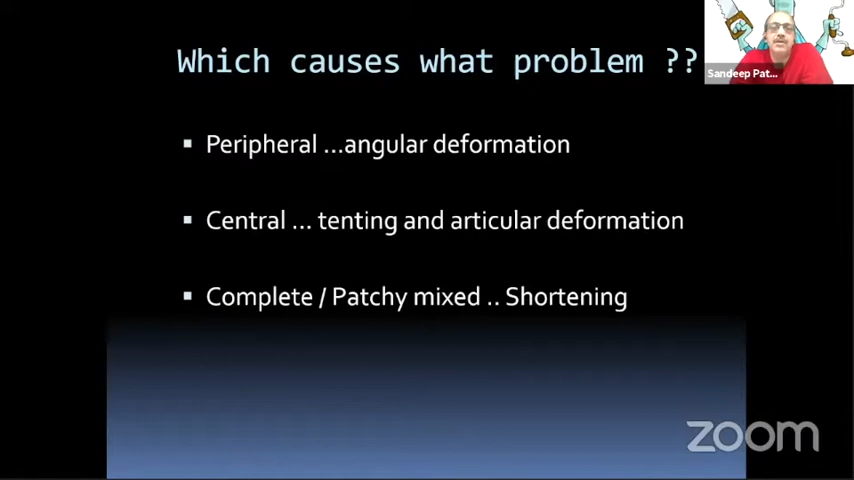 Which causes what problem ??
Sandeep Pat...
▪ Peripheral ...angular deformation
▪ Central ... tenting and articular deformation
▪ Complete / Patchy mixed .. Shortening
zoom